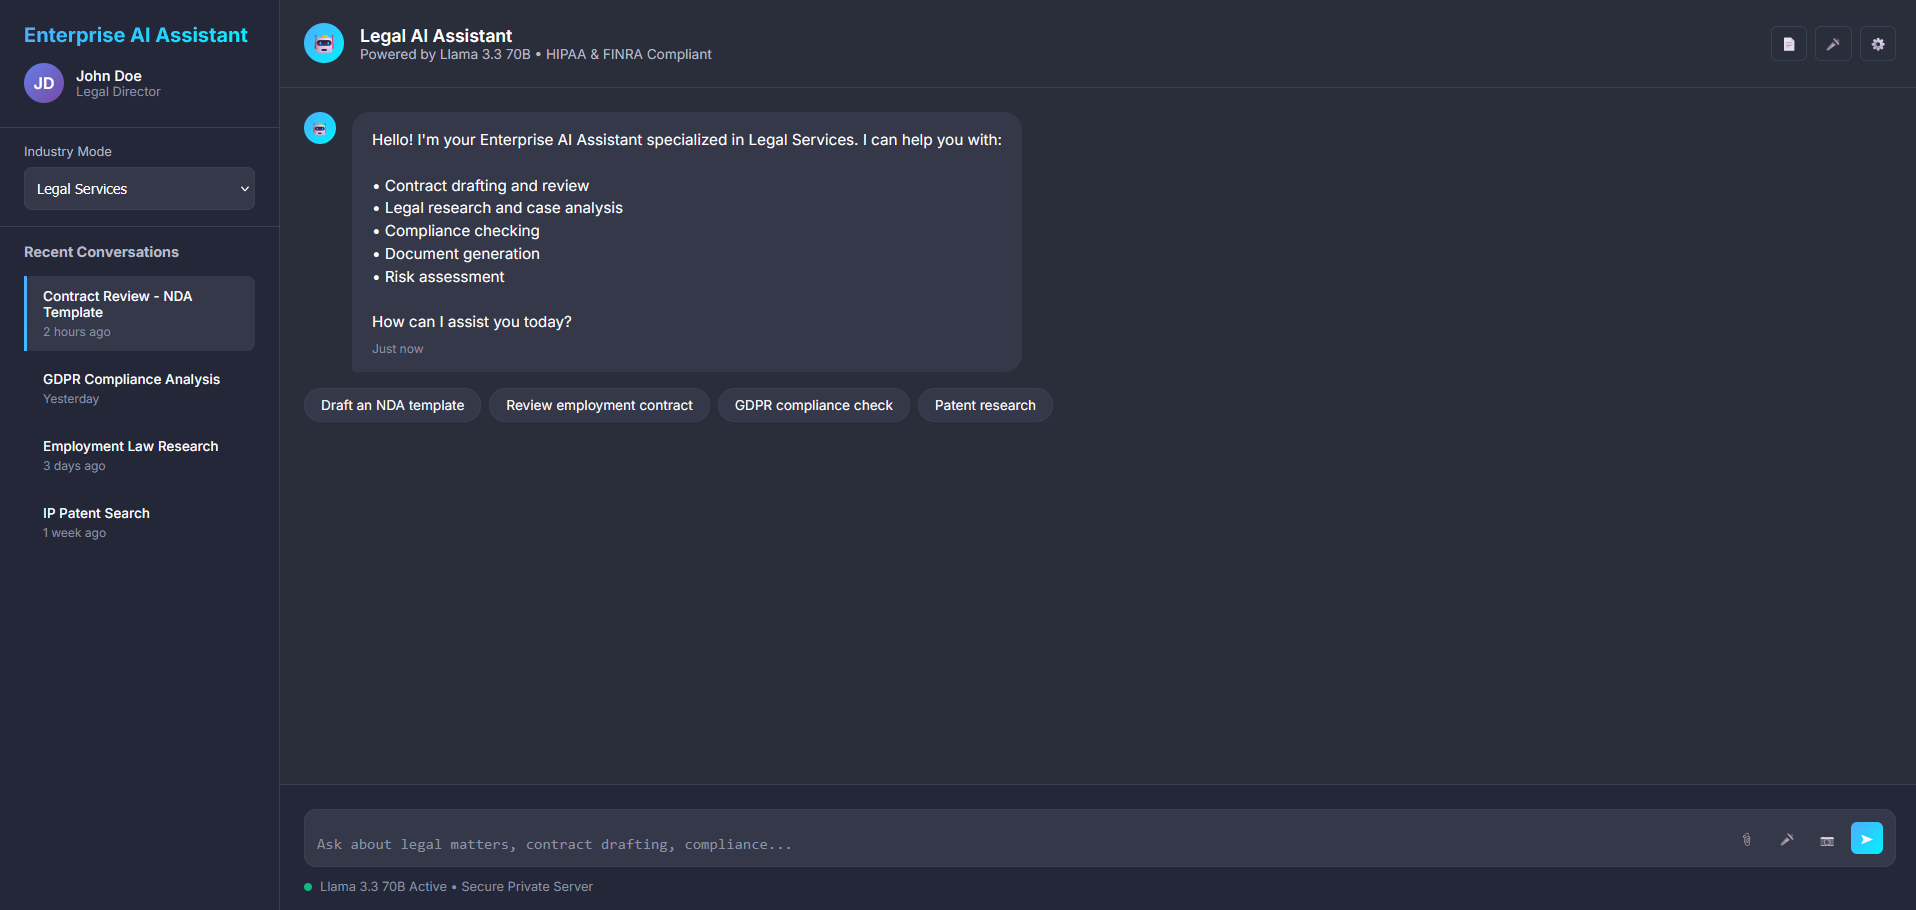 Enterprise AI Assistant
JD
John Doe
Legal Director
Industry Mode
Legal Services
Recent Conversations
Contract Review - NDA
Template
2 hours ago
GDPR Compliance Analysis
Yesterday
Employment Law Research
3 days ago
IP Patent Search
1 week ago
Legal AI Assistant
Powered by Llama 3.3 70B • HIPAA & FINRA Compliant
Hello! I'm your Enterprise AI Assistant specialized in Legal Services. I can help you with:
• Contract drafting and review
• Legal research and case analysis
• Compliance checking
• Document generation
• Risk assessment
How can I assist you today?
Just now
Draft an NDA template
Review employment contract
GDPR compliance check
Patent research
Ask about legal matters, contract drafting, compliance...
Llama 3.3 70B Active • Secure Private Server